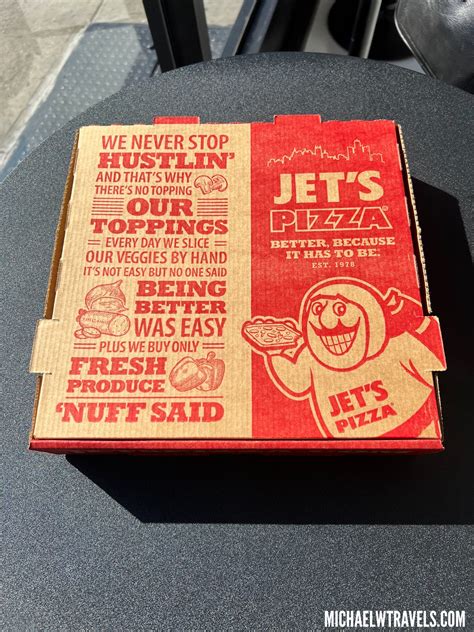 WE NEVER STOP
HUSTLIN'
AND THAT'S WHY
THERE'S NO TOPPING
OUR
TOPPINGS
EVERY DAY WE SLICE
OUR VEGGIES BY HAND
IT'S NOT EASY BUT NO ONE SAID
BEING
BETTER
WAS EASY
PLUS WE BUY ONLY
FRESH
PRODUCE
'NUFF SAID
JET'S
PIZZA®
BETTER, BECAUSE
IT HAS TO BE.
EST. 1978
JET'S
PIZZA®
MICHAELWTRAVELS.COM